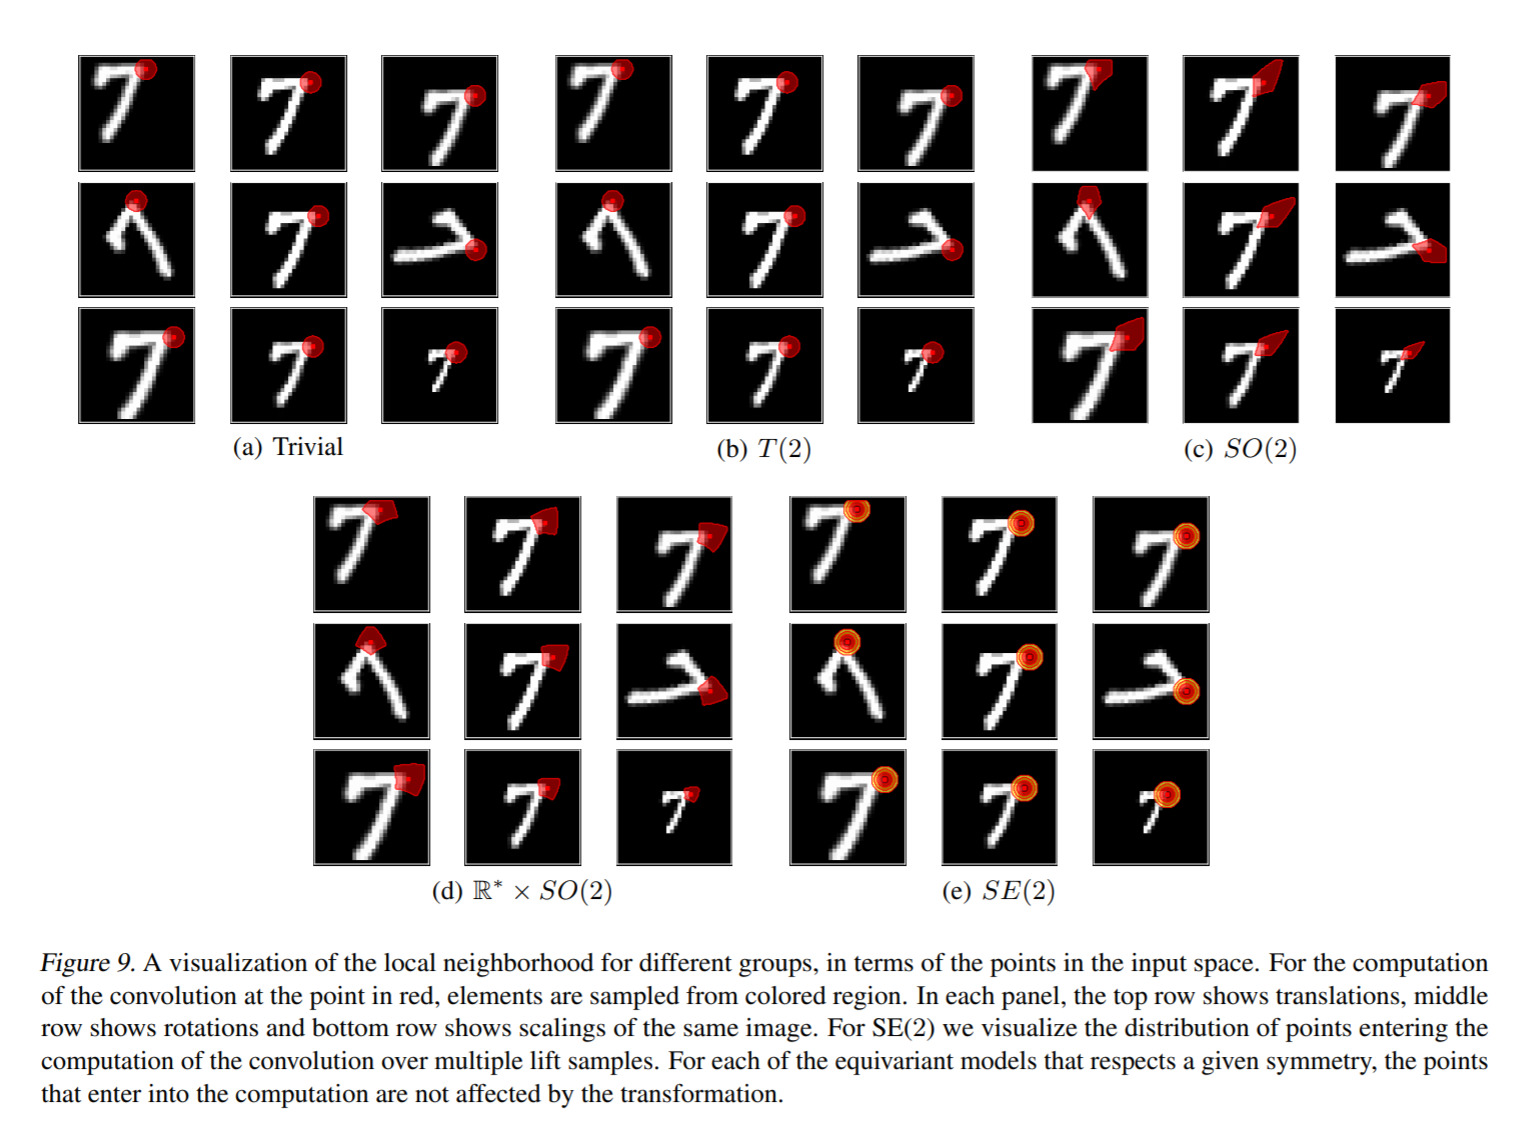 (a) Trivial
(b) T(2)
(c) SO(2)
(d) ℝ* × SO(2)
(e) SE(2)
Figure 9. A visualization of the local neighborhood for different groups, in terms of the points in the input space. For the computation
of the convolution at the point in red, elements are sampled from colored region. In each panel, the top row shows translations, middle
row shows rotations and bottom row shows scalings of the same image. For SE(2) we visualize the distribution of points entering the
computation of the convolution over multiple lift samples. For each of the equivariant models that respects a given symmetry, the points
that enter into the computation are not affected by the transformation.